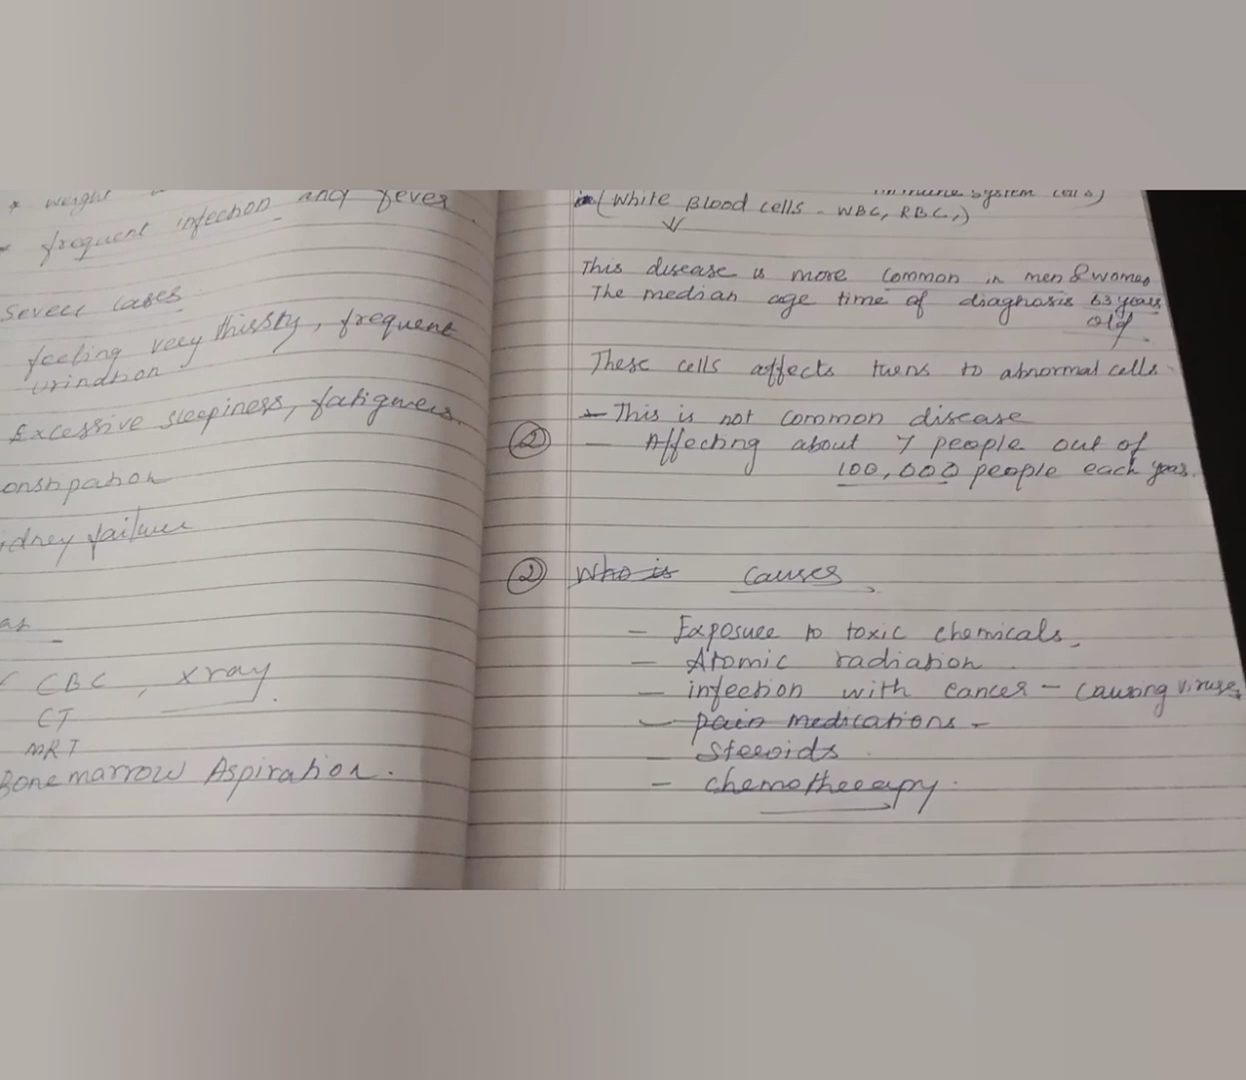 * weight
* frequent infection and fever
Severe cases
feeling very thirsty, frequent
urination
Excessive sleepiness, fatigness.
onstipation
idney failure
CBC, xray
CT
MRI
Bone marrow Aspiration.
immune system cells)
(White Blood cells - WBC, RBC,)
This disease is more common in men & women
The median age time of diagnosis 63 years
old.
These cells affects turns to abnormal cells.
- This is not common disease
② - Affecting about 7 people out of
100,000 people each year.
② Who is Causes.
- Exposure to toxic chemicals.
- Atomic radiation
- infection with cancer - causing viruses
- pain medications -
- Steroids
- chemotherapy.